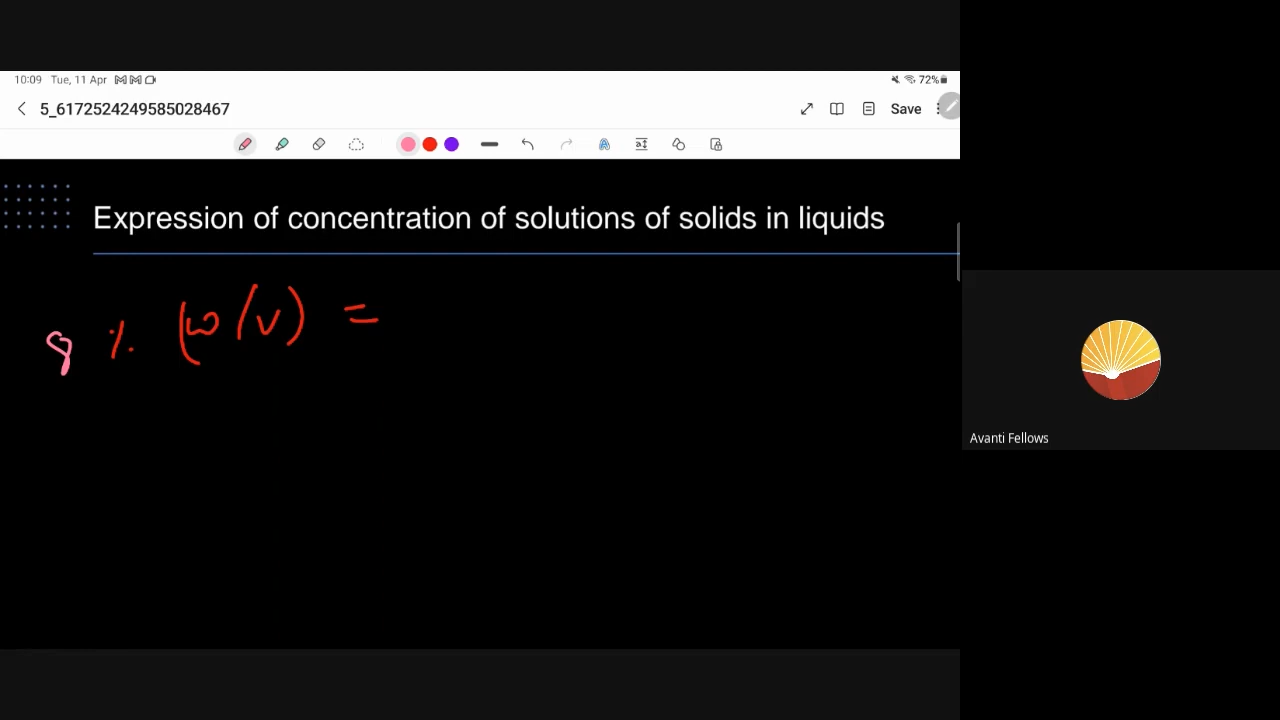 10:09 Tue, 11 Apr 72%
5_6172524249585028467 Save
Expression of concentration of solutions of solids in liquids
8 % (w/v) =
Avanti Fellows